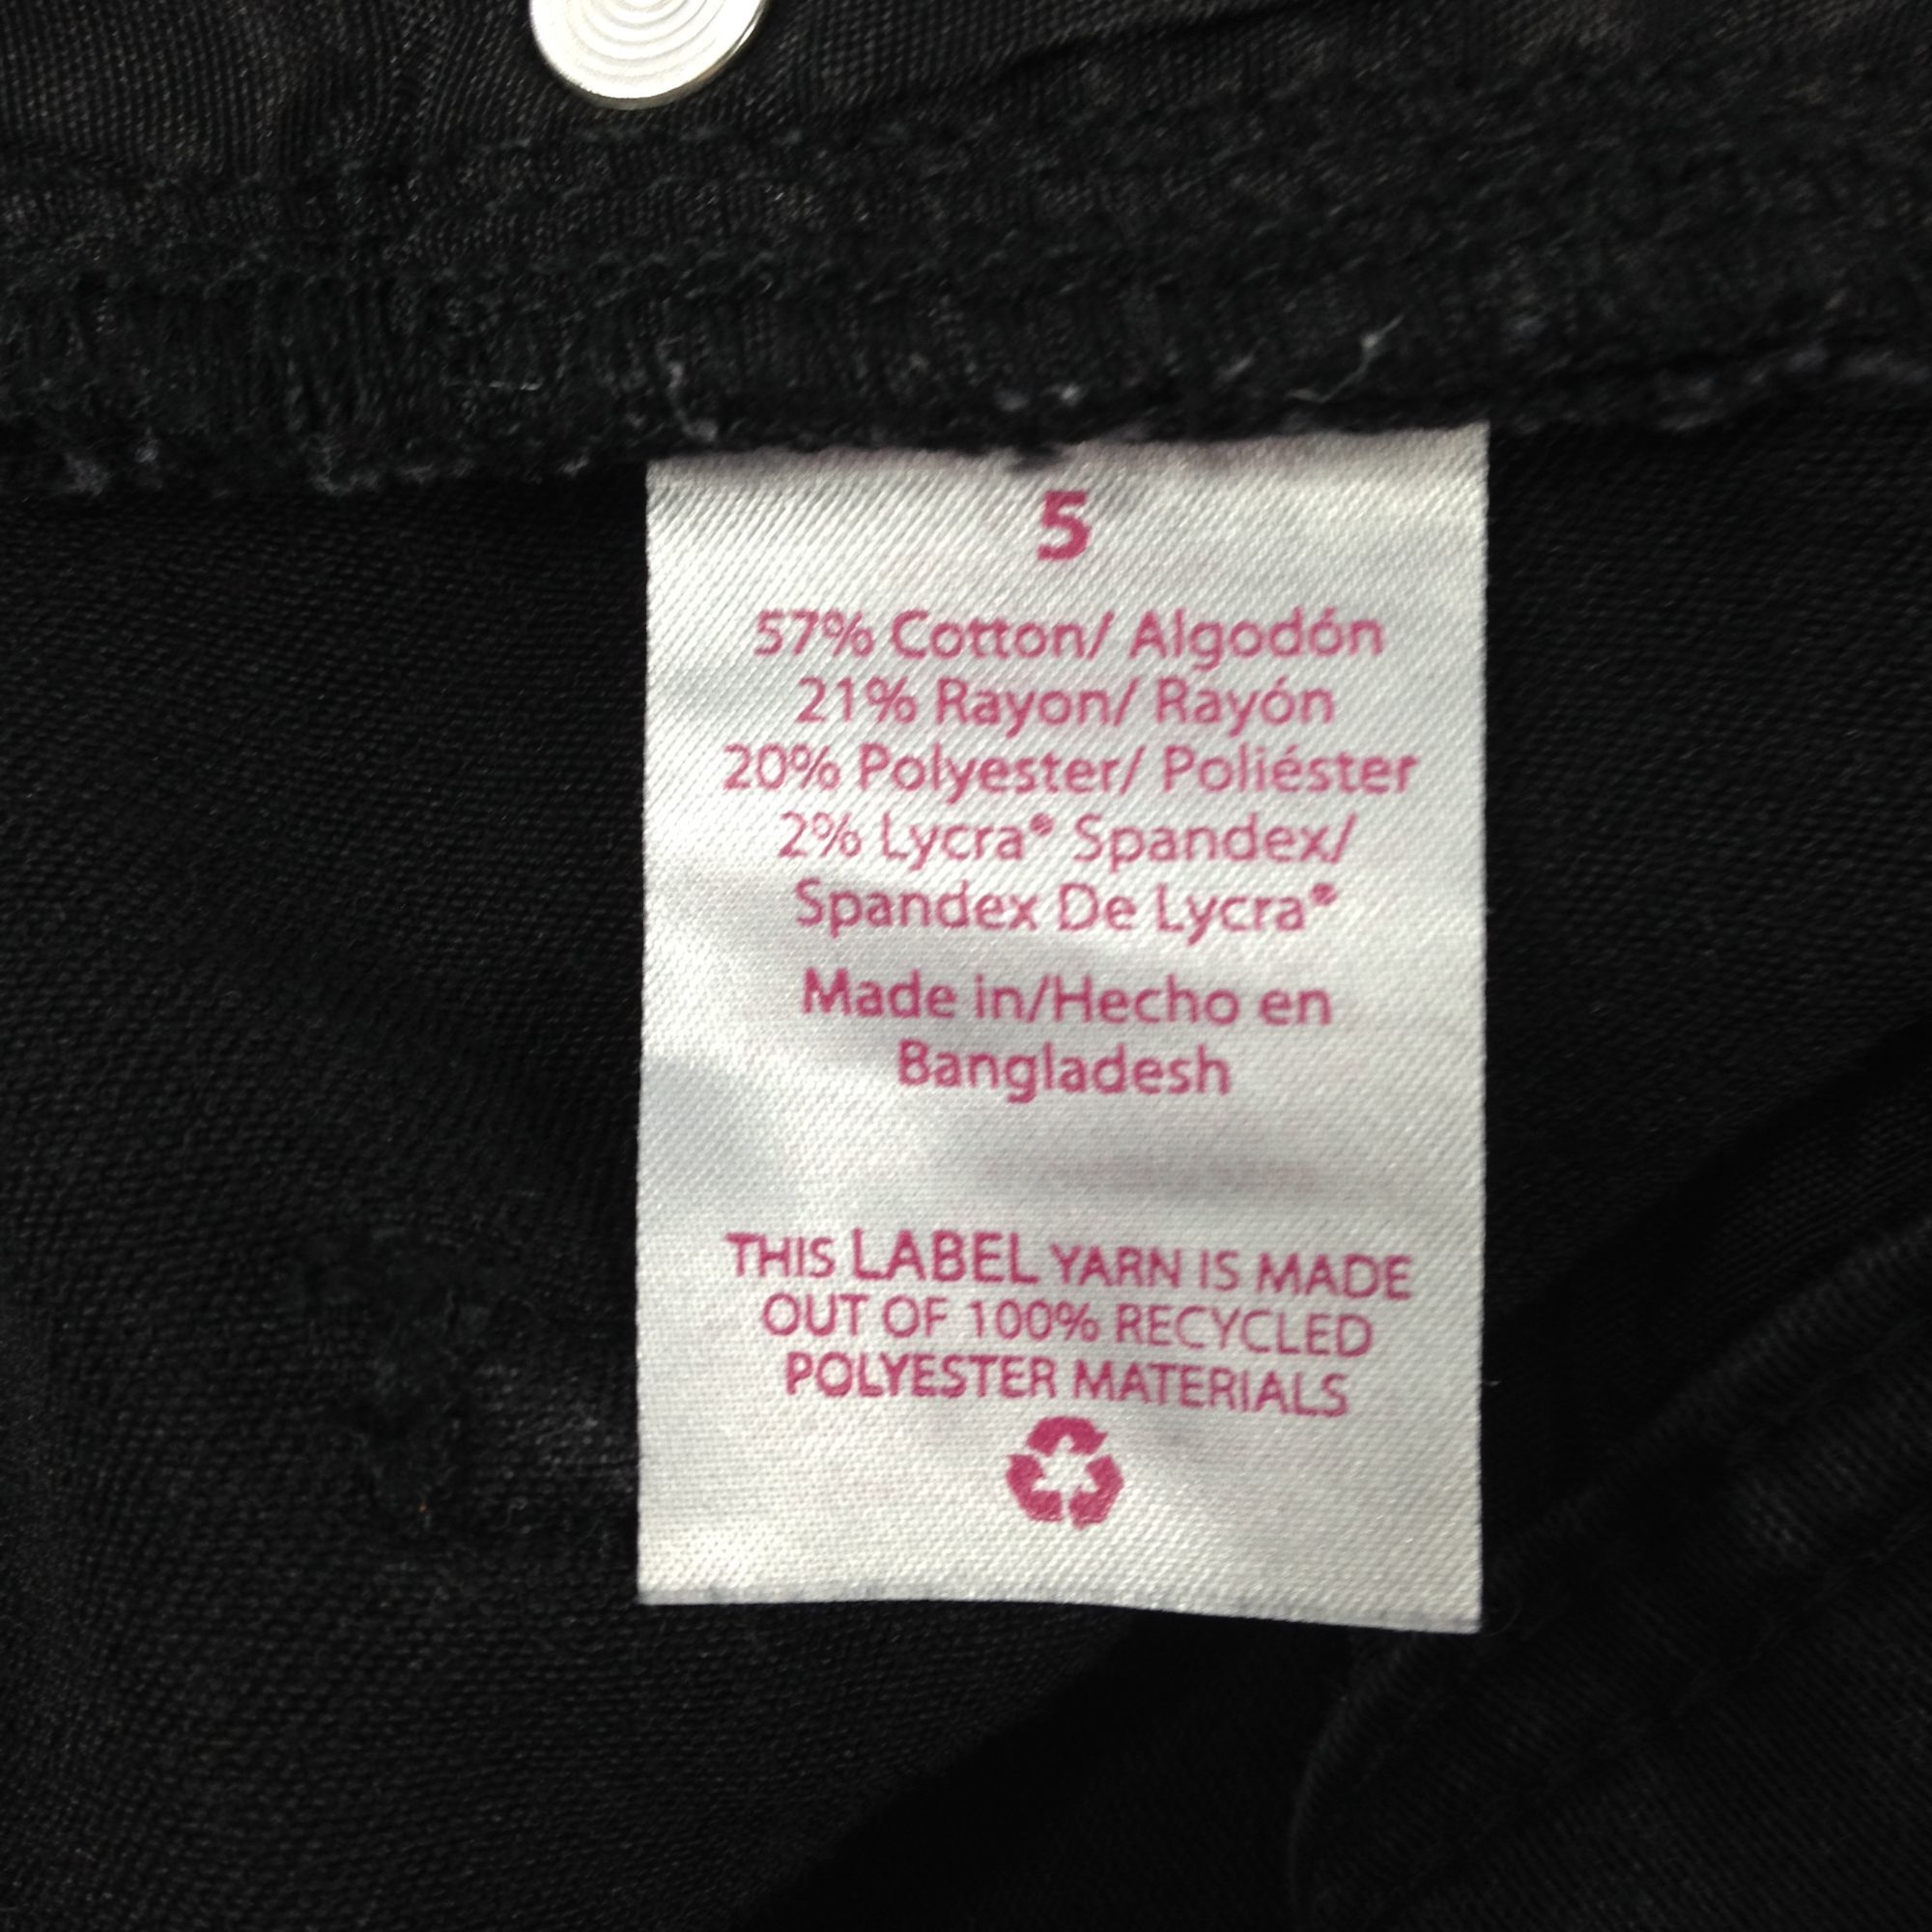 5
57% Cotton/ Algodón
21% Rayon/ Rayón
20% Polyester/ Poliéster
2% Lycra® Spandex/
Spandex De Lycra®
Made in/Hecho en
Bangladesh
THIS LABEL YARN IS MADE
OUT OF 100% RECYCLED
POLYESTER MATERIALS